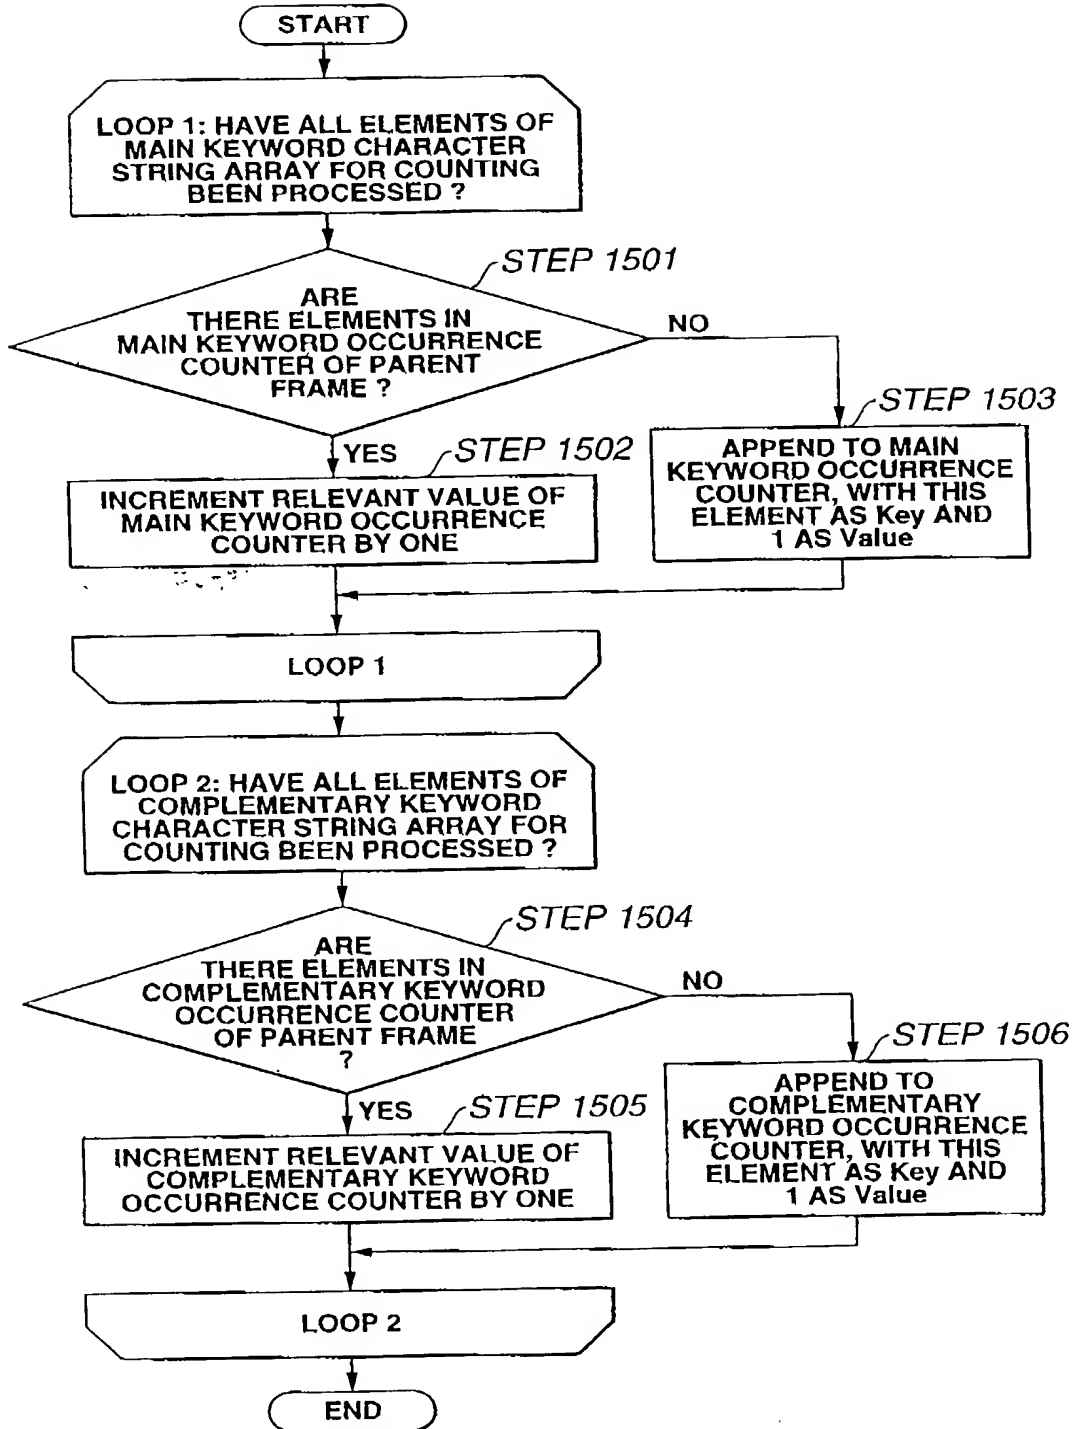 START
LOOP 1: HAVE ALL ELEMENTS OF
MAIN KEYWORD CHARACTER
STRING ARRAY FOR COUNTING
BEEN PROCESSED ?
STEP 1501
ARE
THERE ELEMENTS IN
MAIN KEYWORD OCCURRENCE
COUNTER OF PARENT
FRAME ?
NO
YES
STEP 1502
INCREMENT RELEVANT VALUE OF
MAIN KEYWORD OCCURRENCE
COUNTER BY ONE
STEP 1503
APPEND TO MAIN
KEYWORD OCCURRENCE
COUNTER, WITH THIS
ELEMENT AS Key AND
1 AS Value
LOOP 1
LOOP 2: HAVE ALL ELEMENTS OF
COMPLEMENTARY KEYWORD
CHARACTER STRING ARRAY FOR
COUNTING BEEN PROCESSED ?
STEP 1504
ARE
THERE ELEMENTS IN
COMPLEMENTARY KEYWORD
OCCURRENCE COUNTER
OF PARENT FRAME
?
NO
YES
STEP 1505
INCREMENT RELEVANT VALUE OF
COMPLEMENTARY KEYWORD
OCCURRENCE COUNTER BY ONE
STEP 1506
APPEND TO
COMPLEMENTARY
KEYWORD OCCURRENCE
COUNTER, WITH THIS
ELEMENT AS Key AND
1 AS Value
LOOP 2
END